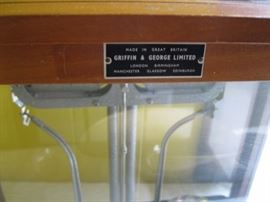 MADE IN GREAT BRITAIN
GRIFFIN & GEORGE LIMITED
LONDON BIRMINGHAM
MANCHESTER GLASGOW EDINBURGH